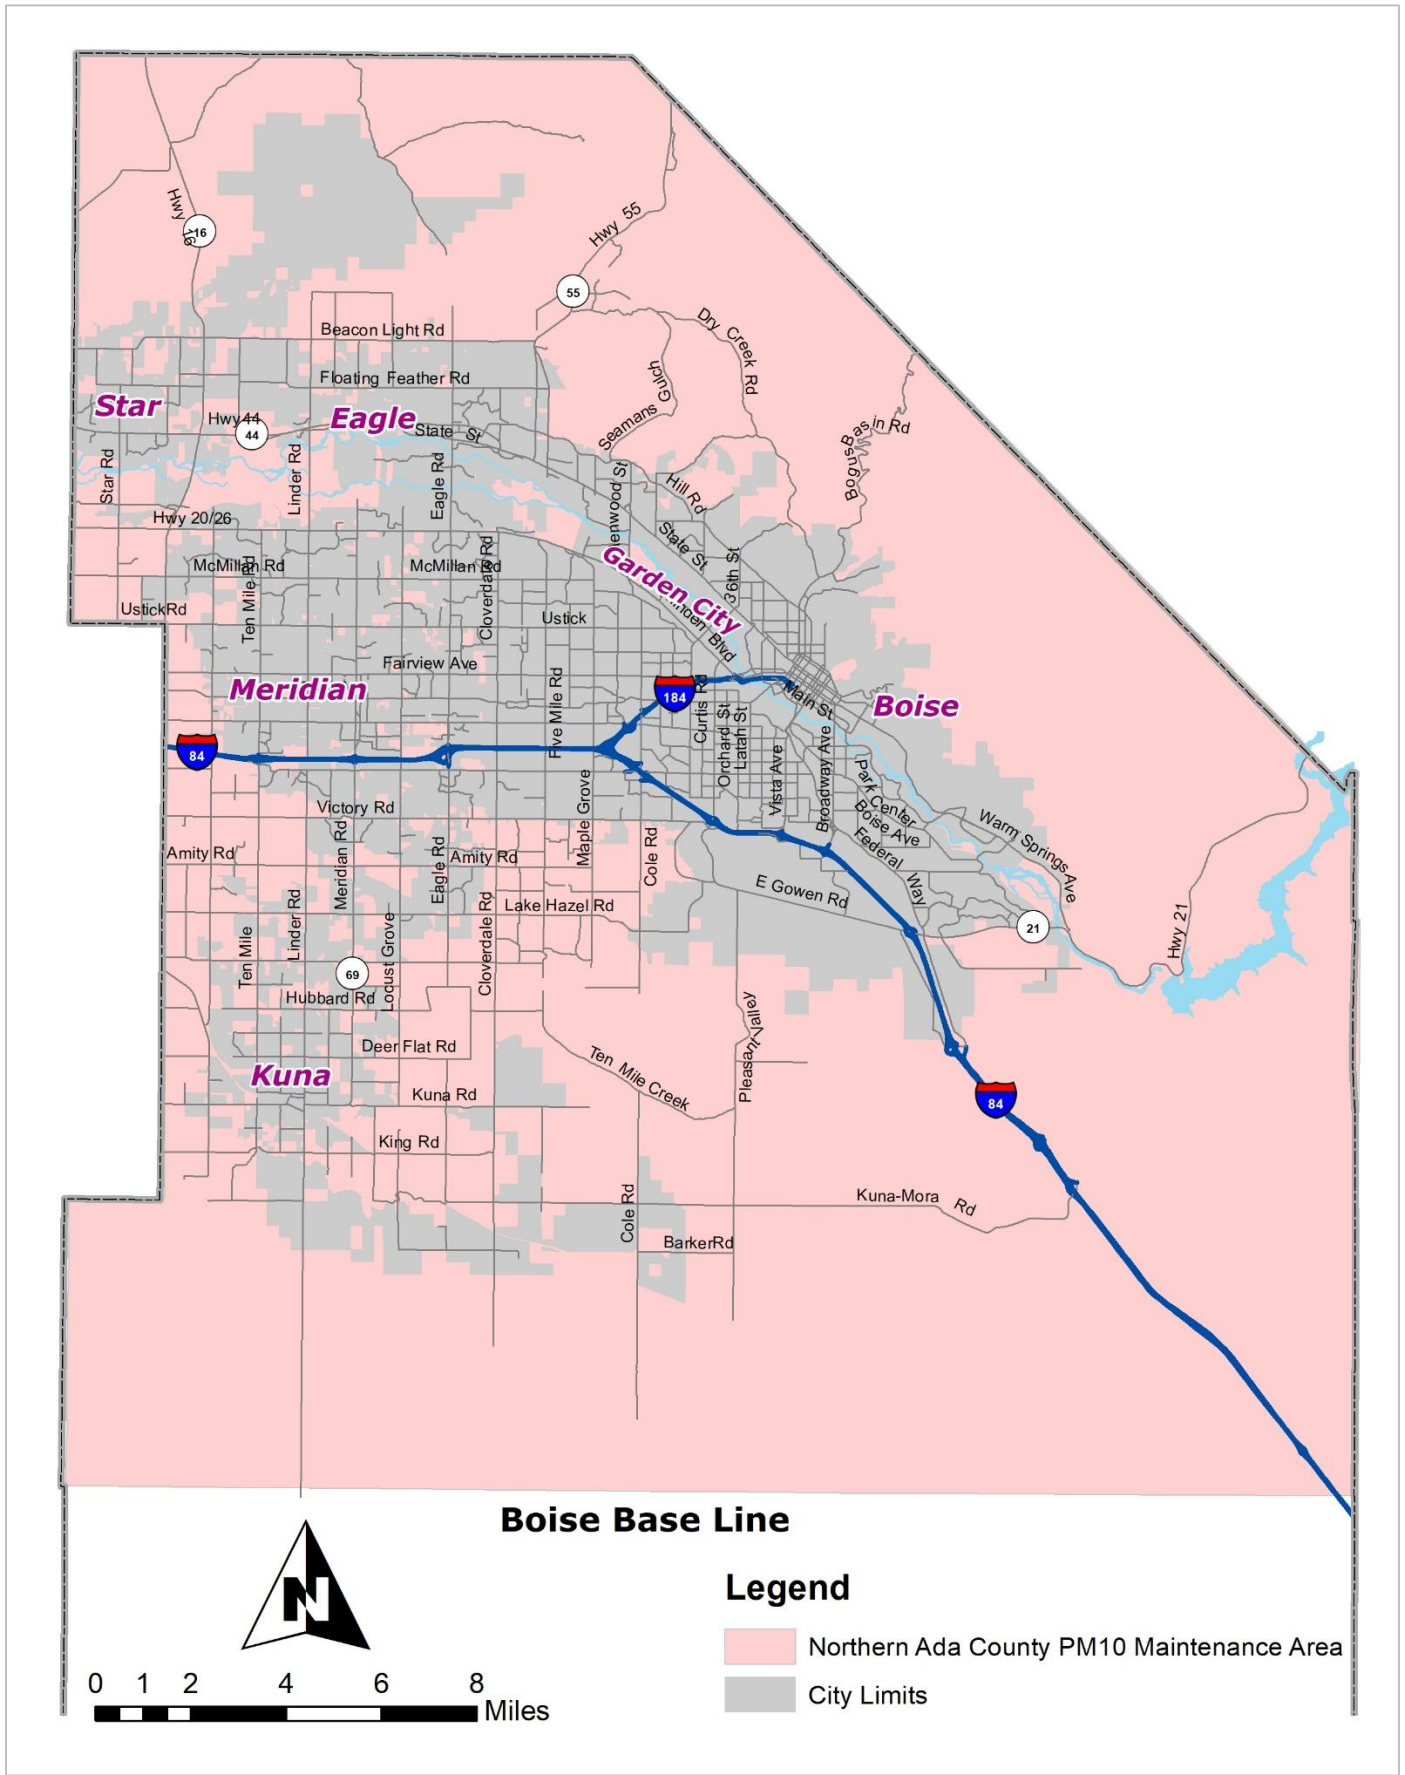 Hwy 16
16
Hwy 55
55
Beacon Light Rd
Dry Creek Rd
Floating Feather Rd
Seamans Gulch
Star
Eagle
Hwy44
44
State St
Bogus Basin Rd
Star Rd
Linder Rd
Eagle Rd
Hill Rd
Hwy 20/26
State St
Garden City
McMillan Rd
McMillan Rd
Cloverdale Rd
36th St
Ten Mile Rd
UstickRd
Ustick
Blvd
Fairview Ave
Meridian
184
Curtis Rd
Main St
Boise
84
Five Mile Rd
Orchard St
Latah St
Vista Ave
Broadway Ave
Park Center
Boise Ave
Warm Springs Ave
Victory Rd
Maple Grove
Federal Way
Amity Rd
Meridian Rd
Eagle Rd
Amity Rd
Cole Rd
E Gowen Rd
Lake Hazel Rd
Linder Rd
Cloverdale Rd
21
Hwy 21
Ten Mile
Locust Grove
69
Hubbard Rd
Pleasant Valley
Deer Flat Rd
Ten Mile Creek
Kuna
Kuna Rd
84
King Rd
Kuna-Mora Rd
Cole Rd
BarkerRd
Boise Base Line
N
Legend
Northern Ada County PM10 Maintenance Area
City Limits
0 1 2 4 6 8
Miles